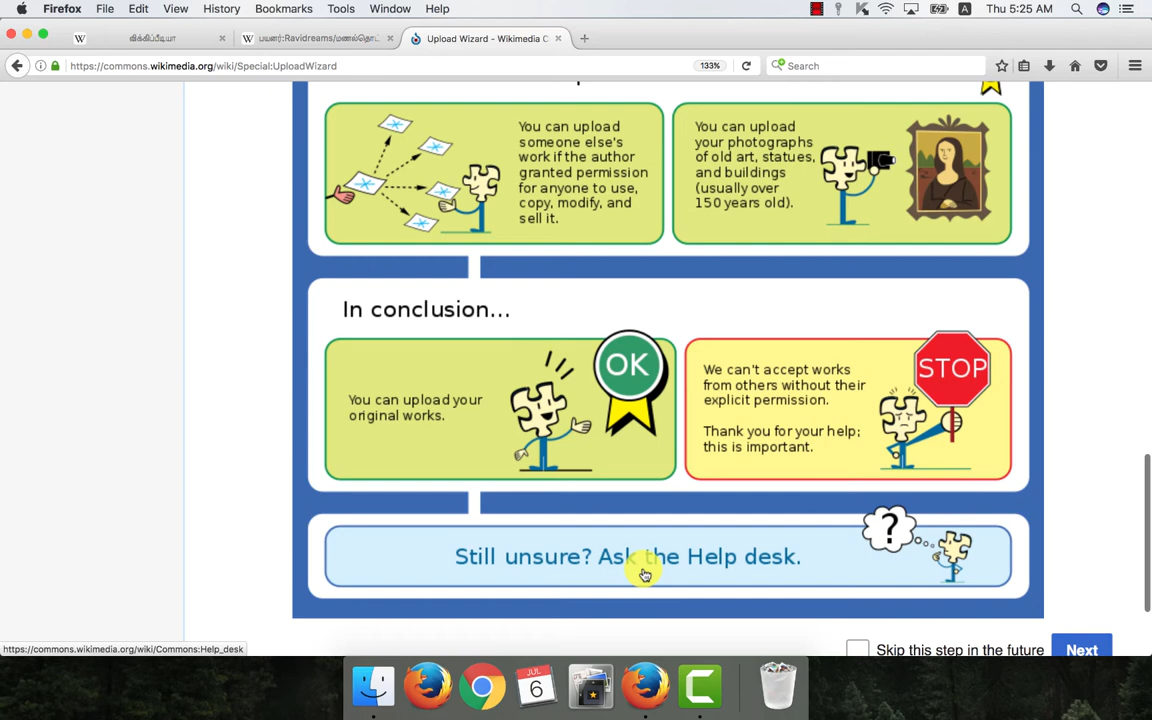 Firefox File Edit View History Bookmarks Tools Window Help Thu 5:25 AM
விக்கிப்பீடியா
பயனர்:Ravidreams/மணல்தொட்
Upload Wizard - Wikimedia C
https://commons.wikimedia.org/wiki/Special:UploadWizard
133%
Search
You can upload
someone else's
work if the author
granted permission
for anyone to use,
copy, modify, and
sell it.
You can upload
your photographs
of old art, statues,
and buildings
(usually over
150 years old).
In conclusion...
You can upload your
original works.
OK
We can't accept works
from others without their
explicit permission.
Thank you for your help;
this is important.
STOP
Still unsure? Ask the Help desk.
?
https://commons.wikimedia.org/wiki/Commons:Help_desk
Skip this step in the future
Next
JUL
6